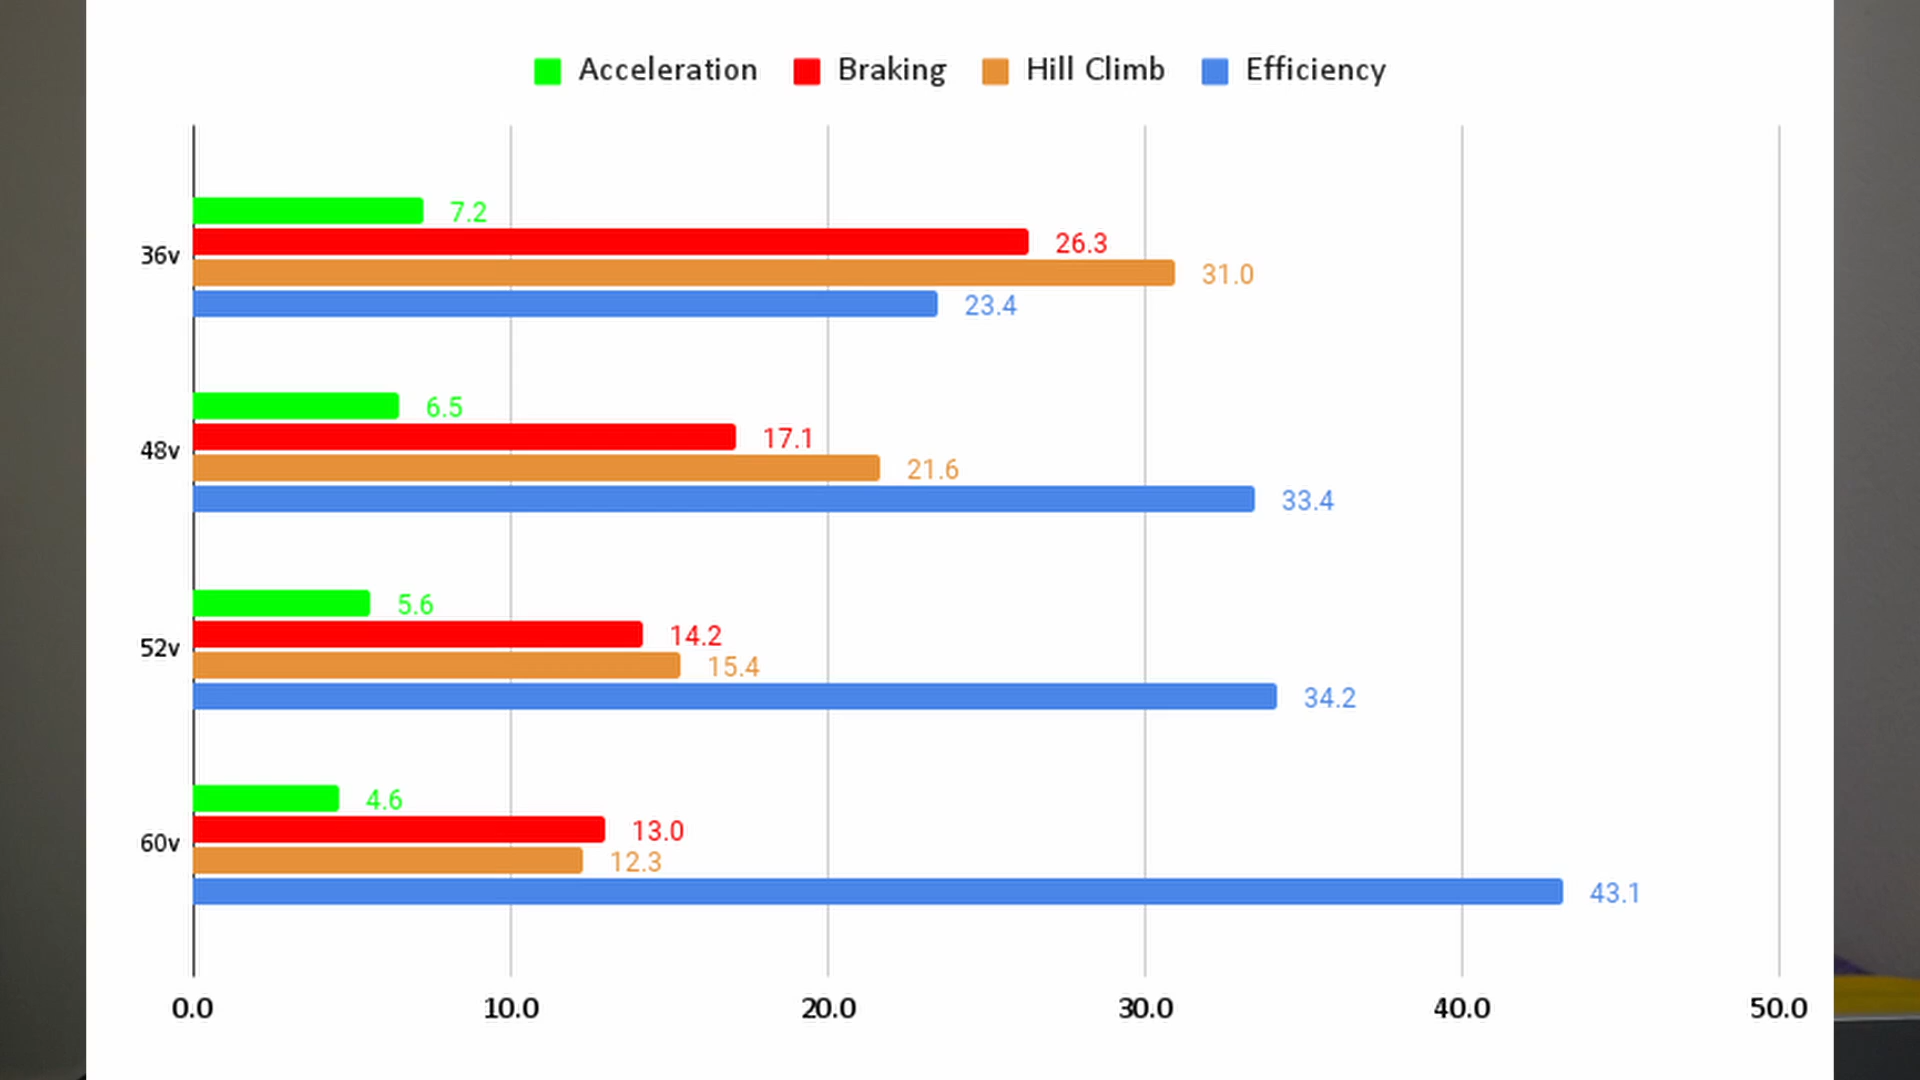 Acceleration Braking Hill Climb Efficiency
7.2
26.3
36v
31.0
23.4
6.5
17.1
48v
21.6
33.4
5.6
14.2
52v
15.4
34.2
4.6
13.0
60v
12.3
43.1
0.0 10.0 20.0 30.0 40.0 50.0